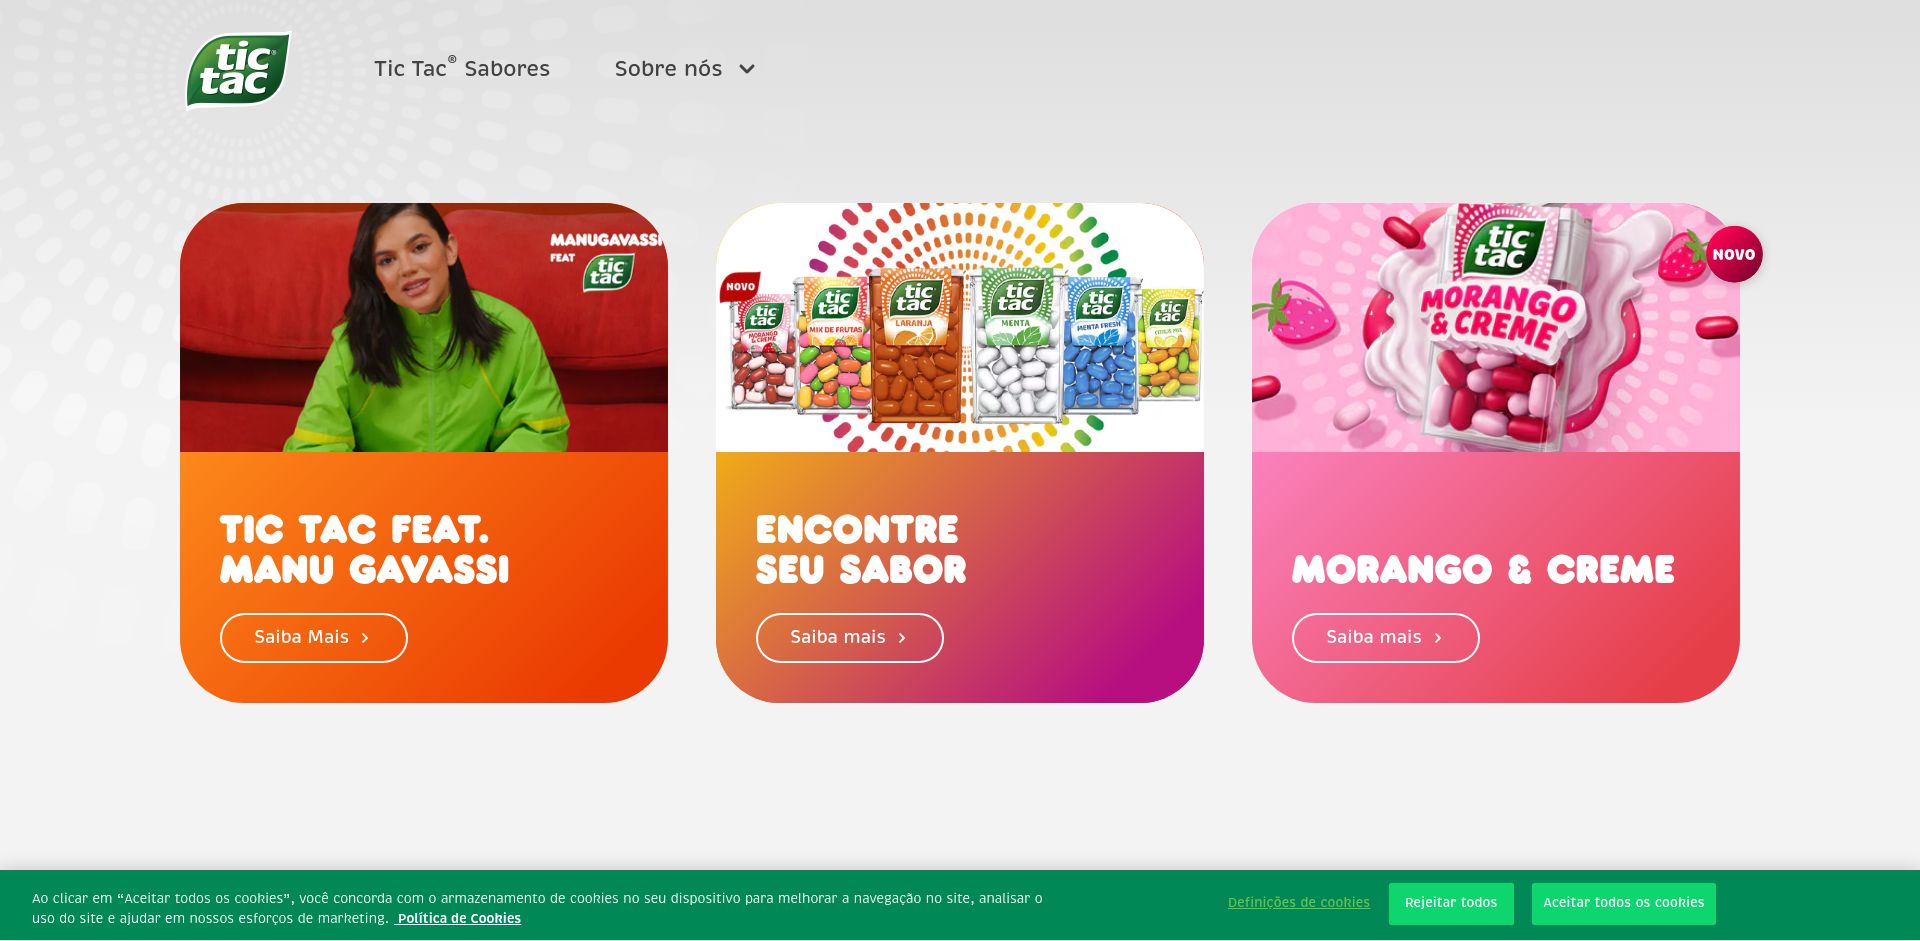 tic tac
Tic Tac® Sabores
Sobre nós
MANUGAVASSI
FEAT
tic tac
TIC TAC FEAT.
MANU GAVASSI
Saiba Mais
NOVO
tic tac
MORANGO
& CREME
tic tac
MIX DE FRUTAS
tic tac
LARANJA
tic tac
MENTA
tic tac
MENTA FRESH
tic tac
CITRUS MIX
ENCONTRE
SEU SABOR
Saiba mais
NOVO
tic tac
MORANGO
& CREME
MORANGO & CREME
Saiba mais
Ao clicar em “Aceitar todos os cookies”, você concorda com o armazenamento de cookies no seu dispositivo para melhorar a navegação no site, analisar o
uso do site e ajudar em nossos esforços de marketing. Política de Cookies
Definições de cookies
Rejeitar todos
Aceitar todos os cookies